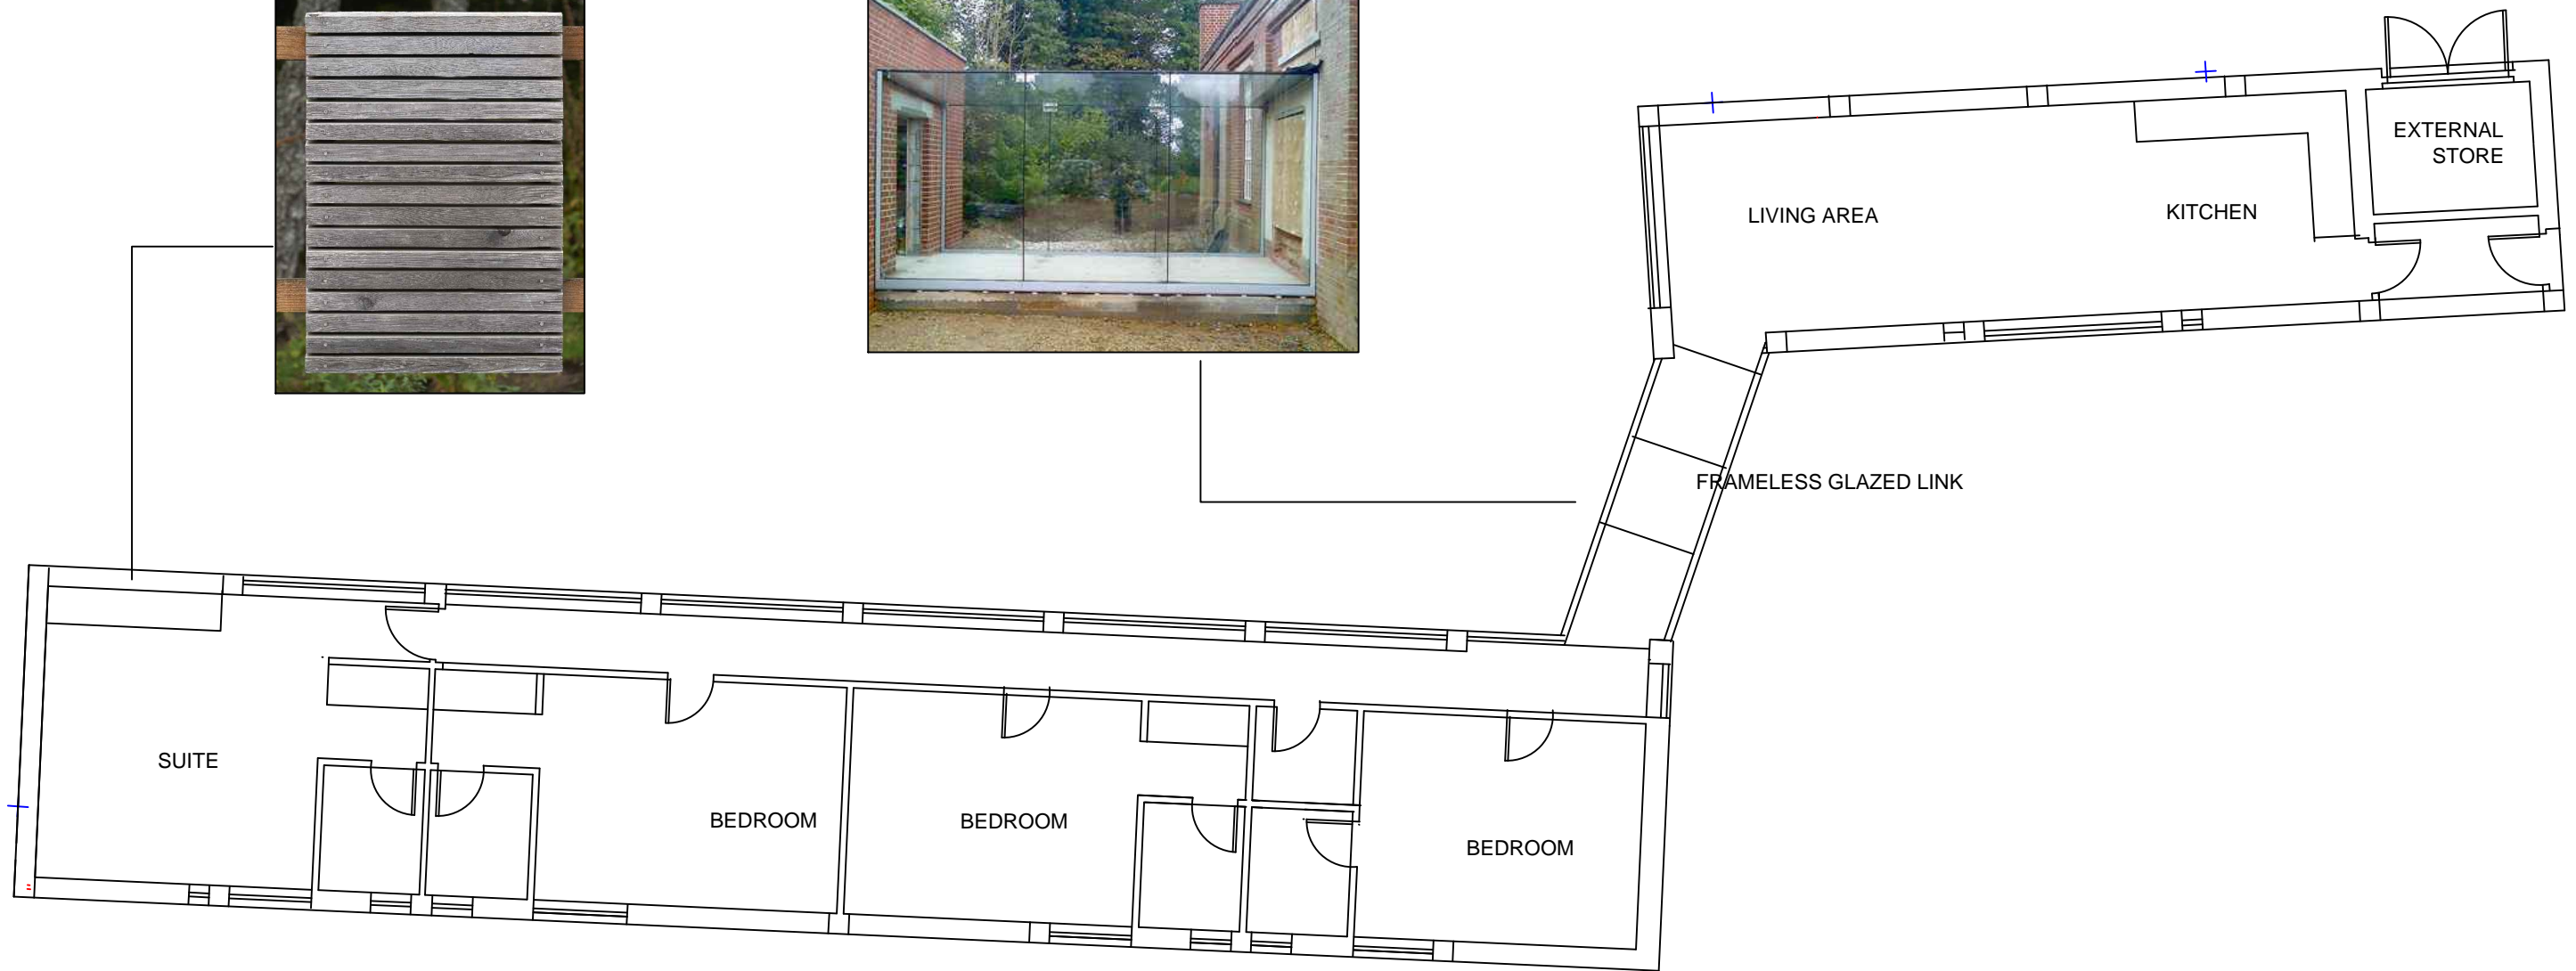 EXTERNAL
STORE
LIVING AREA
KITCHEN
FRAMELESS GLAZED LINK
SUITE
BEDROOM
BEDROOM
BEDROOM